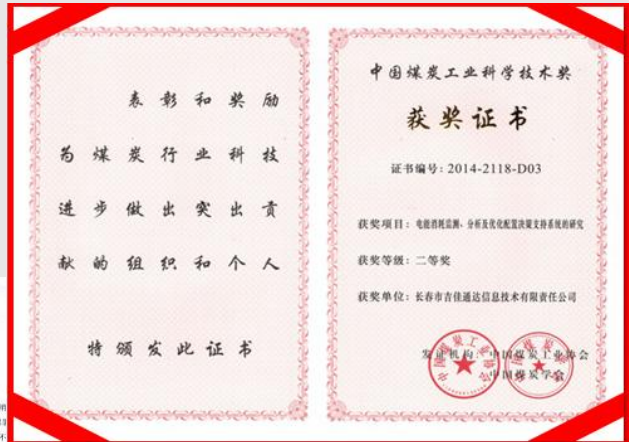 表彰和奖励
为煤炭行业科技
进步做出突出贡
献的组织和个人
特颁发此证书
中国煤炭工业科学技术奖
获奖证书
证书编号:2014-2118-D03
获奖项目:电能消耗监测、分析及优化配置决策支持系统的研究
获奖等级:二等奖
获奖单位:长春市吉佳通达信息技术有限责任公司
发证机构:中国煤炭工业协会
中国煤炭学会